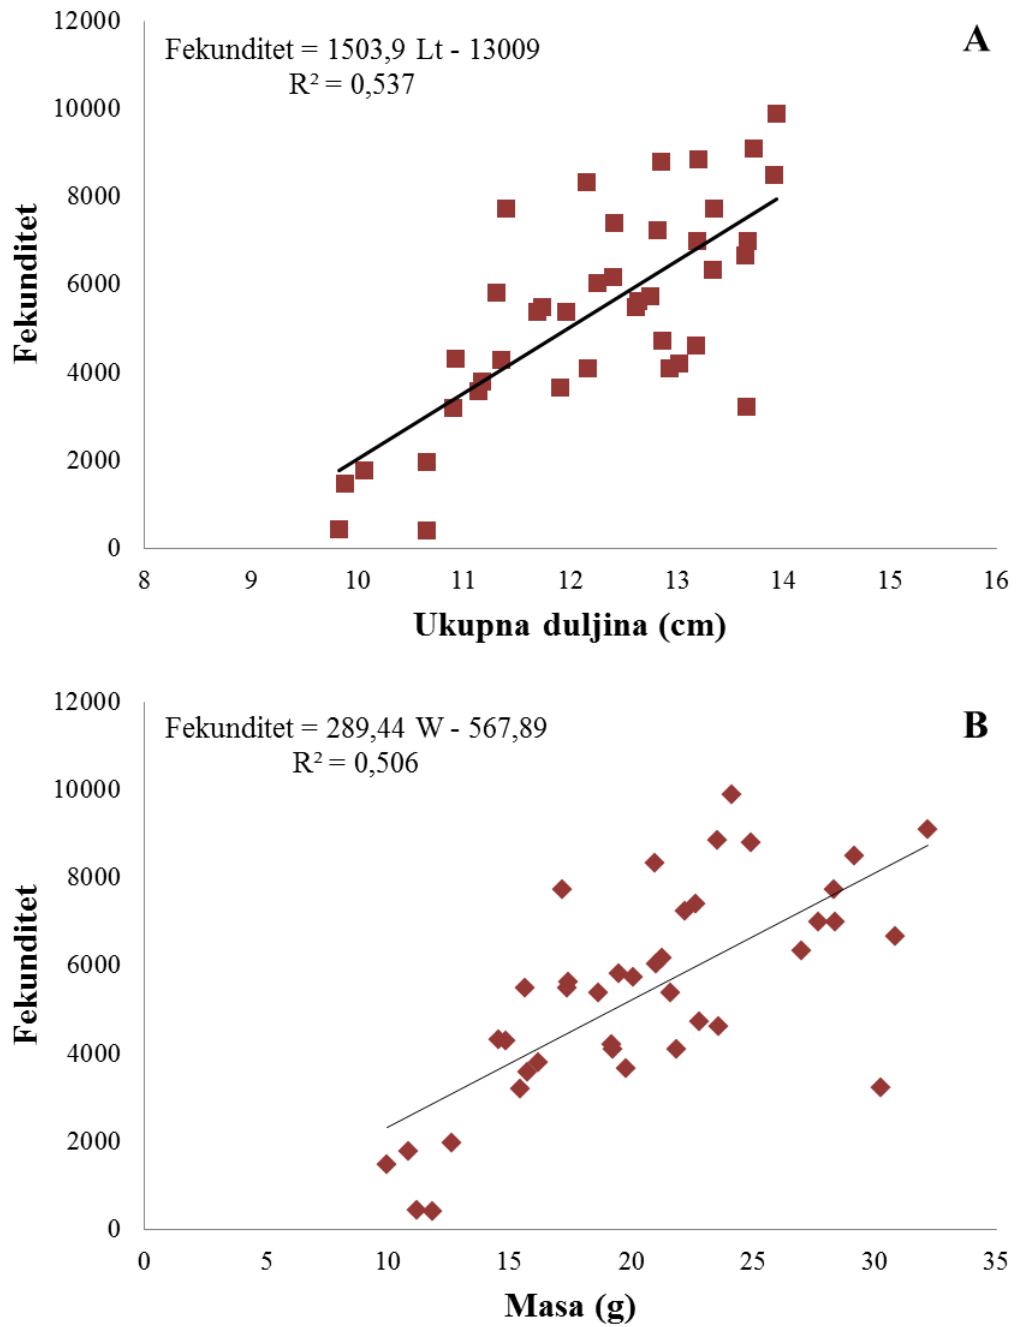 12000
Fekunditet = 1503,9 Lt - 13009
A
R² = 0,537
10000
8000
Fekunditet
6000
4000
2000
0
8 9 10 11 12 13 14 15 16
Ukupna duljina (cm)
12000
Fekunditet = 289,44 W - 567,89
B
R² = 0,506
10000
8000
Fekunditet
6000
4000
2000
0
0 5 10 15 20 25 30 35
Masa (g)